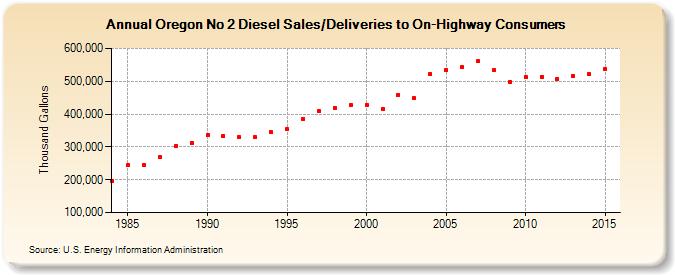 Annual Oregon No 2 Diesel Sales/Deliveries to On-Highway Consumers
Thousand Gallons
600,000
500,000
400,000
300,000
200,000
100,000
1985 1990 1995 2000 2005 2010 2015
Source: U.S. Energy Information Administration